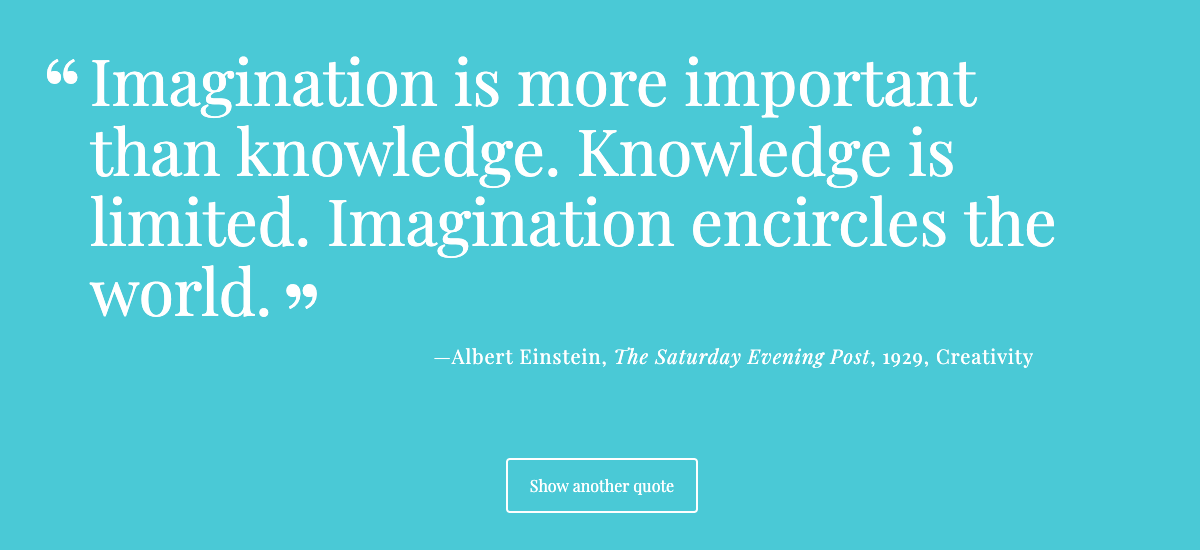 “Imagination is more important
than knowledge. Knowledge is
limited. Imagination encircles the
world.”
—Albert Einstein, The Saturday Evening Post, 1929, Creativity
Show another quote